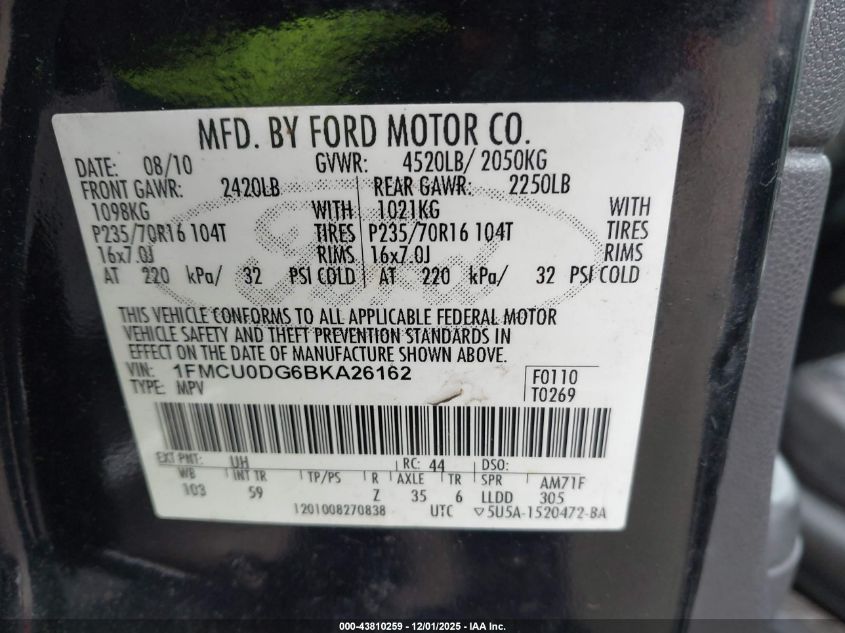 MFD. BY FORD MOTOR CO.
DATE: 08/10 GVWR: 4520LB/ 2050KG
FRONT GAWR: 2420LB REAR GAWR: 2250LB
1098KG WITH 1021KG WITH
P235/70R16 104T TIRES P235/70R16 104T TIRES
16x7.0J RIMS 16x7.0J RIMS
AT 220 kPa/ 32 PSI COLD AT 220 kPa/ 32 PSI COLD
THIS VEHICLE CONFORMS TO ALL APPLICABLE FEDERAL MOTOR
VEHICLE SAFETY AND THEFT PREVENTION STANDARDS IN
EFFECT ON THE DATE OF MANUFACTURE SHOWN ABOVE.
VIN: 1FMCU0DG6BKA26162 F0110
TYPE: MPV T0269
EXT PNT: UH RC: 44 DSO:
WB INT TR TP/PS R AXLE TR SPR AM71F
103 59 Z 35 6 LLDD 305
1201008270838 UTC ▽5U5A-1520472-BA
Ford
000-43810259 - 12/01/2025 - IAA Inc.